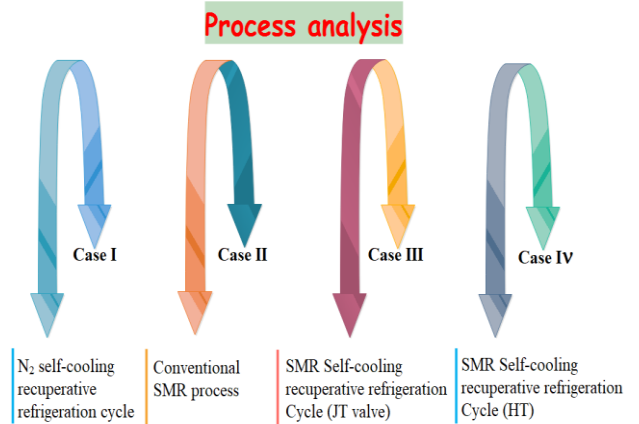 Process analysis
Case I
Case II
Case III
Case Iν
N₂ self-cooling
recuperative
refrigeration cycle
Conventional
SMR process
SMR Self-cooling
recuperative refrigeration
Cycle (JT valve)
SMR Self-cooling
recuperative refrigeration
Cycle (HT)